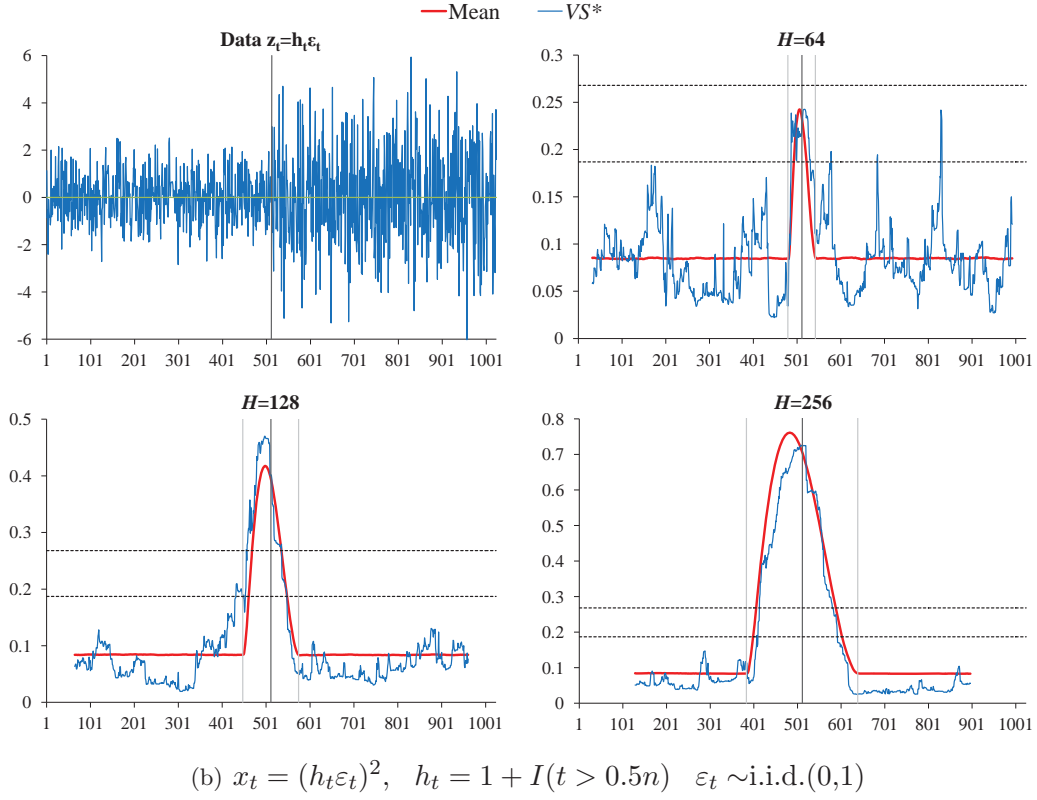 Mean VS*
Data z_t=h_tε_t
6
4
2
0
-2
-4
-6
1 101 201 301 401 501 601 701 801 901 1001
H=64
0.3
0.25
0.2
0.15
0.1
0.05
0
1 101 201 301 401 501 601 701 801 901 1001
H=128
0.5
0.4
0.3
0.2
0.1
0
1 101 201 301 401 501 601 701 801 901 1001
H=256
0.8
0.7
0.6
0.5
0.4
0.3
0.2
0.1
0
1 101 201 301 401 501 601 701 801 901 1001
(b) x_t = (h_tε_t)², h_t = 1 + I(t > 0.5n) ε_t ∼i.i.d.(0,1)